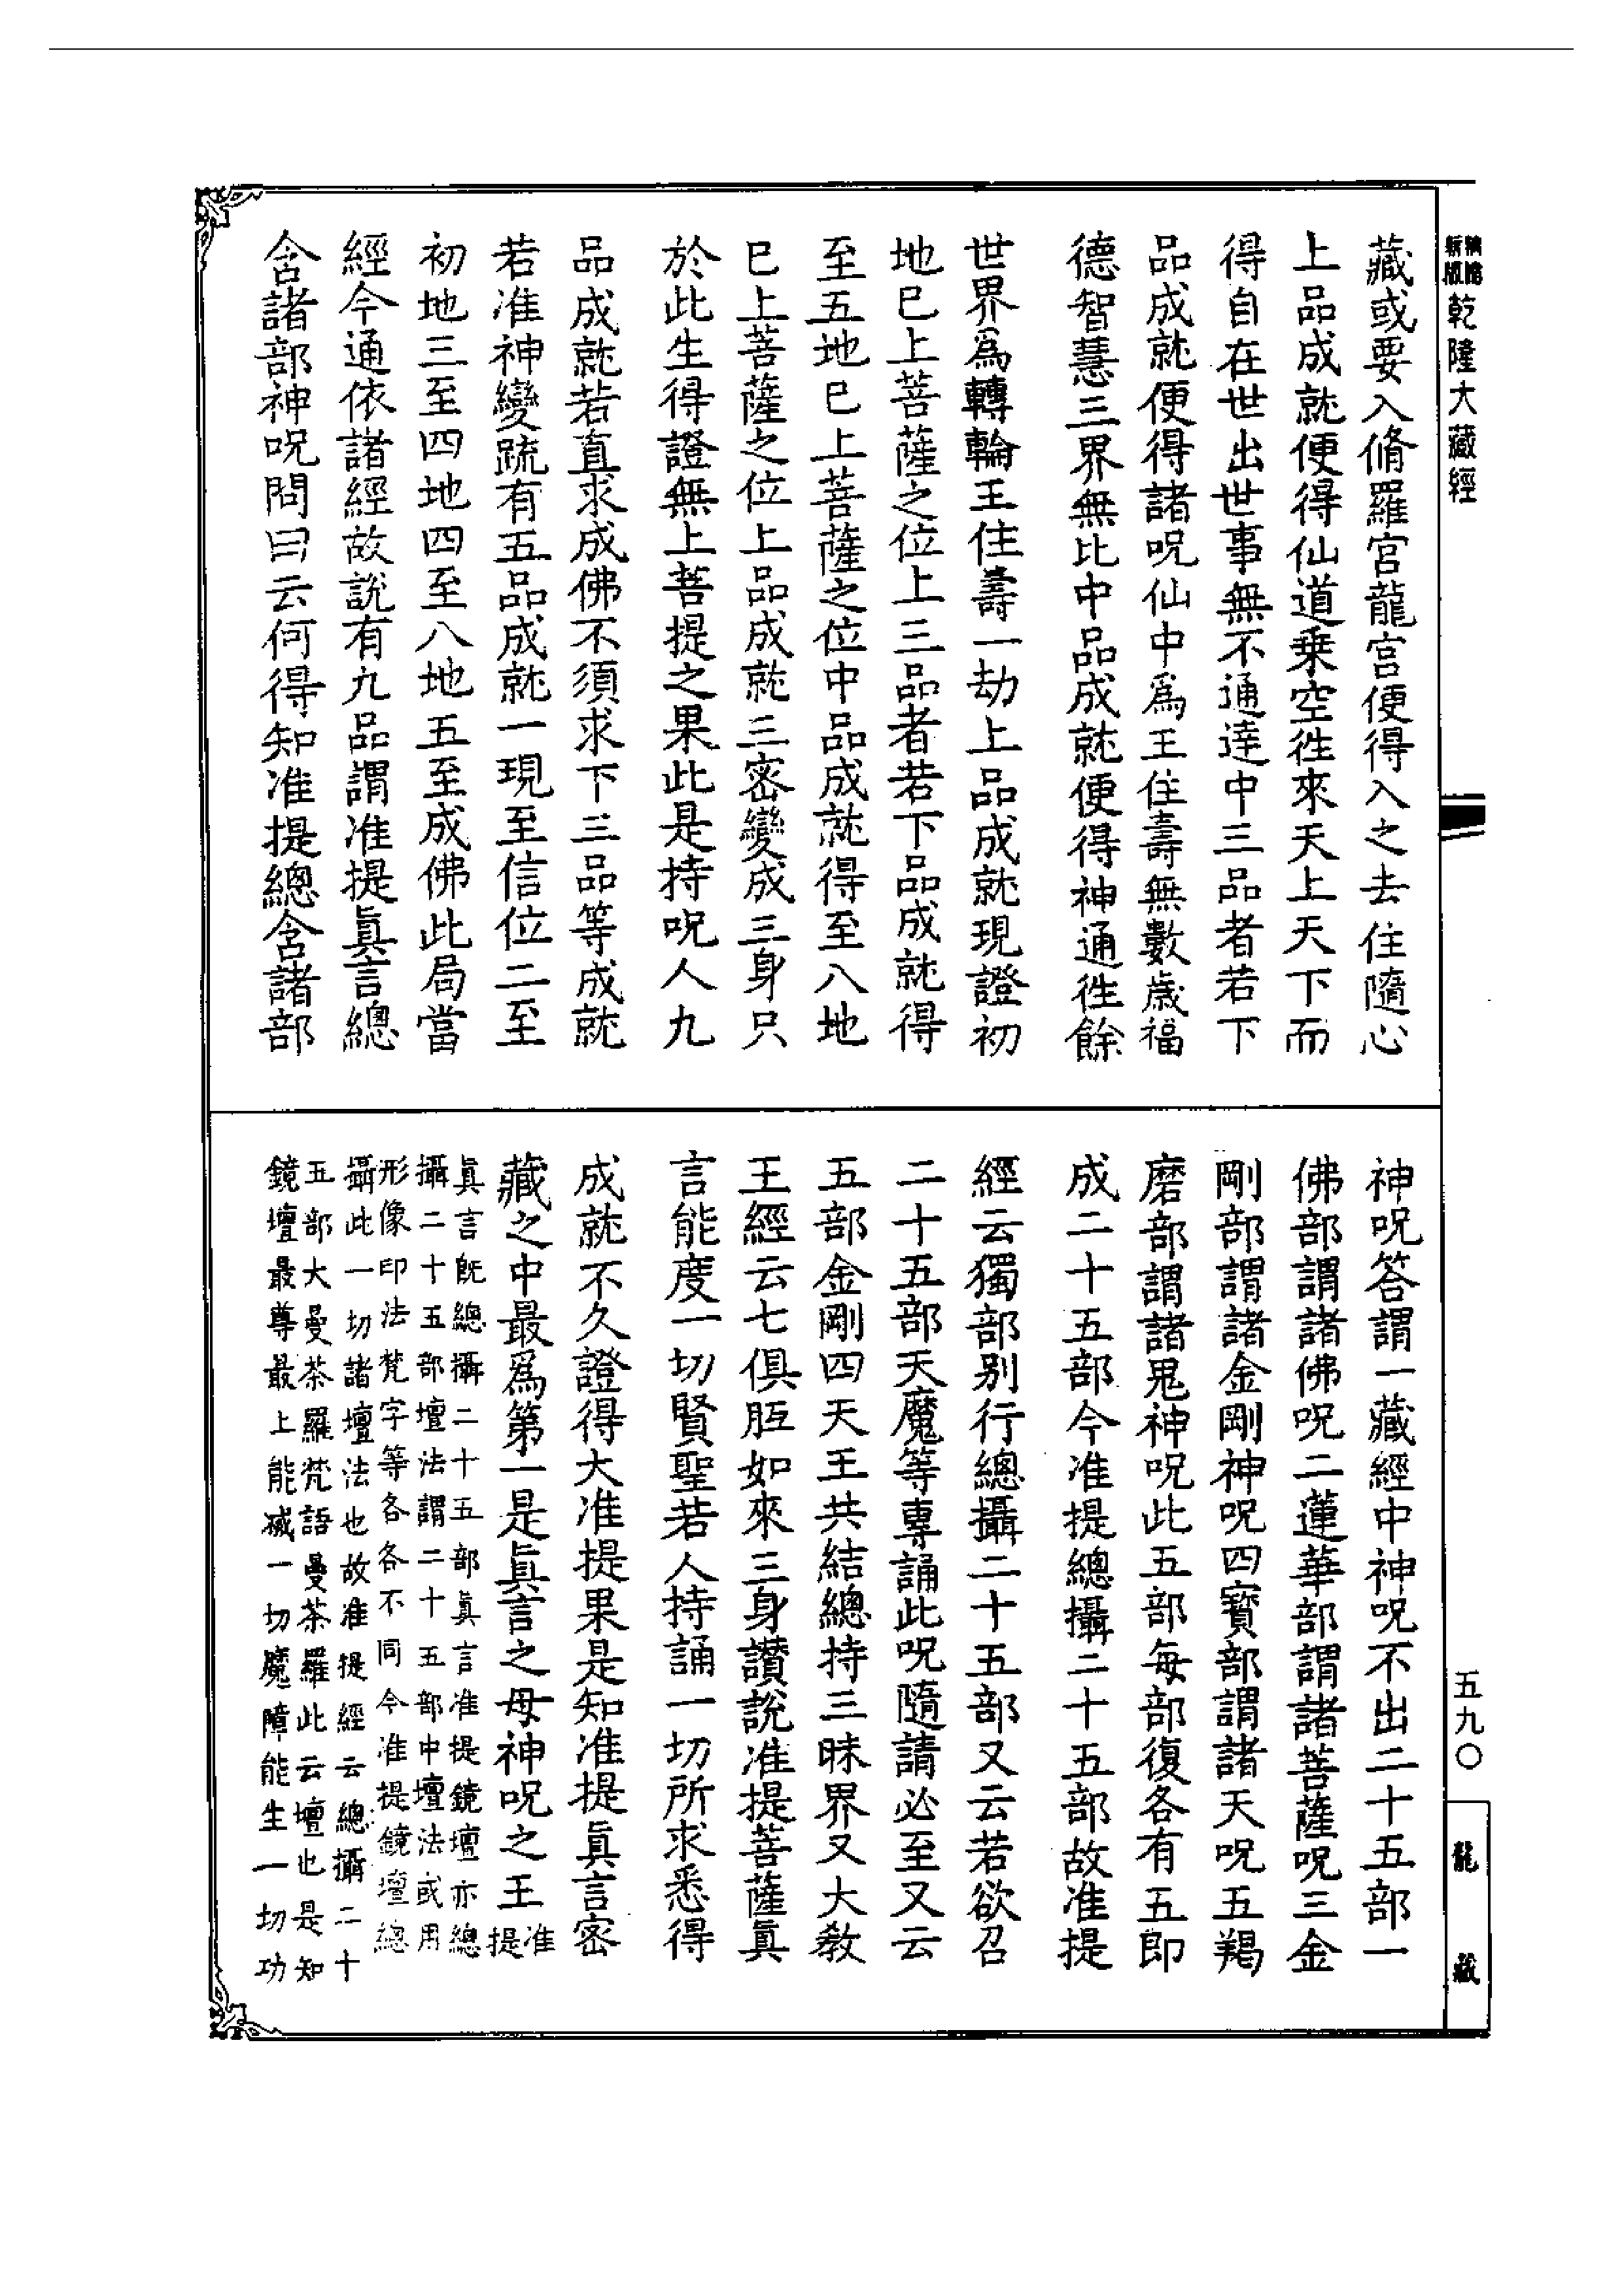 乾隆大藏經
藏或要入脩羅宮龍宮便得入之去住隨心
上品成就便得仙道乗空徃來天上天下而
得自在世出世事無不通達中三品者若下
品成就便得諸呪仙中爲王住壽無數歲福
德智慧三界無比中品成就便得神通徃餘
世界爲轉輪王住壽一劫上品成就現證初
地巳上菩薩之位上三品者若下品成就得
至五地巳上菩薩之位中品成就得至八地
巳上菩薩之位上品成就三密變成三身只
於此生得證無上菩提之果此是持呪人九
品成就若直求成佛不須求下三品等成就
若准神變疏有五品成就一現至信位二至
初地三至四地四至八地五至成佛此局當
經今通依諸經故説有九品謂准提眞言總
含諸部神呪問曰云何得知准提總含諸部
神呪答謂一藏經中神呪不出二十五部一
佛部謂諸佛呪二蓮華部謂諸菩薩呪三金
剛部謂諸金剛神呪四寳部謂諸天呪五羯
磨部謂諸鬼神呪此五部每部復各有五即
成二十五部今准提總攝二十五部故准提
經云獨部别行總攝二十五部又云若欲召
二十五部天魔等專誦此呪隨請必至又云
五部金剛四天王共結總持三昧界又大敎
王經云七俱胝如來三身讃說准提菩薩眞
言能度一切賢聖若人持誦一切所求悉得
成就不久證得大准提果是知准提眞言密
藏之中最爲第一是眞言之母神呪之王准提
眞言旣總攝二十五部眞言准提鏡壇亦總
攝二十五部壇法謂二十五部中壇法或用
形像印法梵字等各各不同今准提鏡壇總
攝此一切諸壇法也故准提經云總攝二十
五部大曼茶羅梵語曼茶羅此云壇也是知
鏡壇最尊最上能滅一切魔障能生一切功
五九〇
龍藏